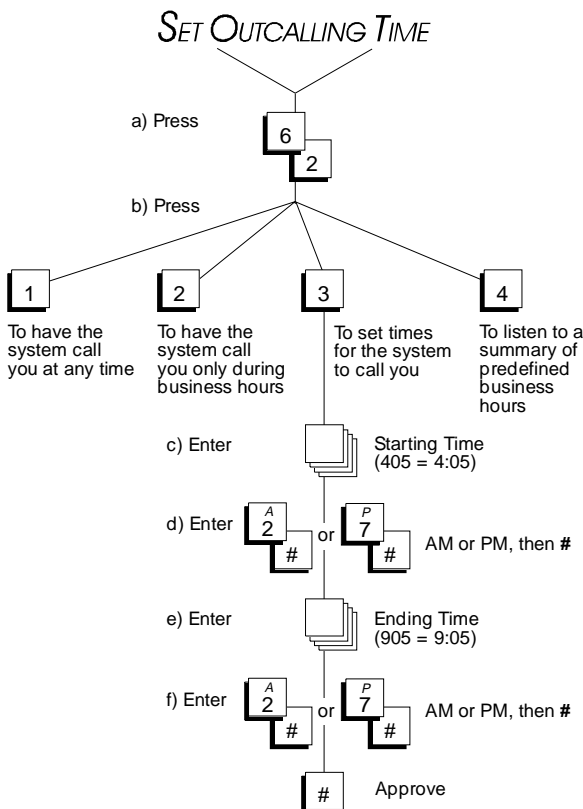 SET OUTCALLING TIME
a) Press
6
2
b) Press
1
2
3
4
To have the
system call
you at any time
To have the
system call
you only during
business hours
To set times
for the system
to call you
To listen to a
summary of
predefined
business
hours
c) Enter
Starting Time
(405 = 4:05)
d) Enter
A
2
#
or
P
7
#
AM or PM, then #
e) Enter
Ending Time
(905 = 9:05)
f) Enter
A
2
#
or
P
7
#
AM or PM, then #
#
Approve